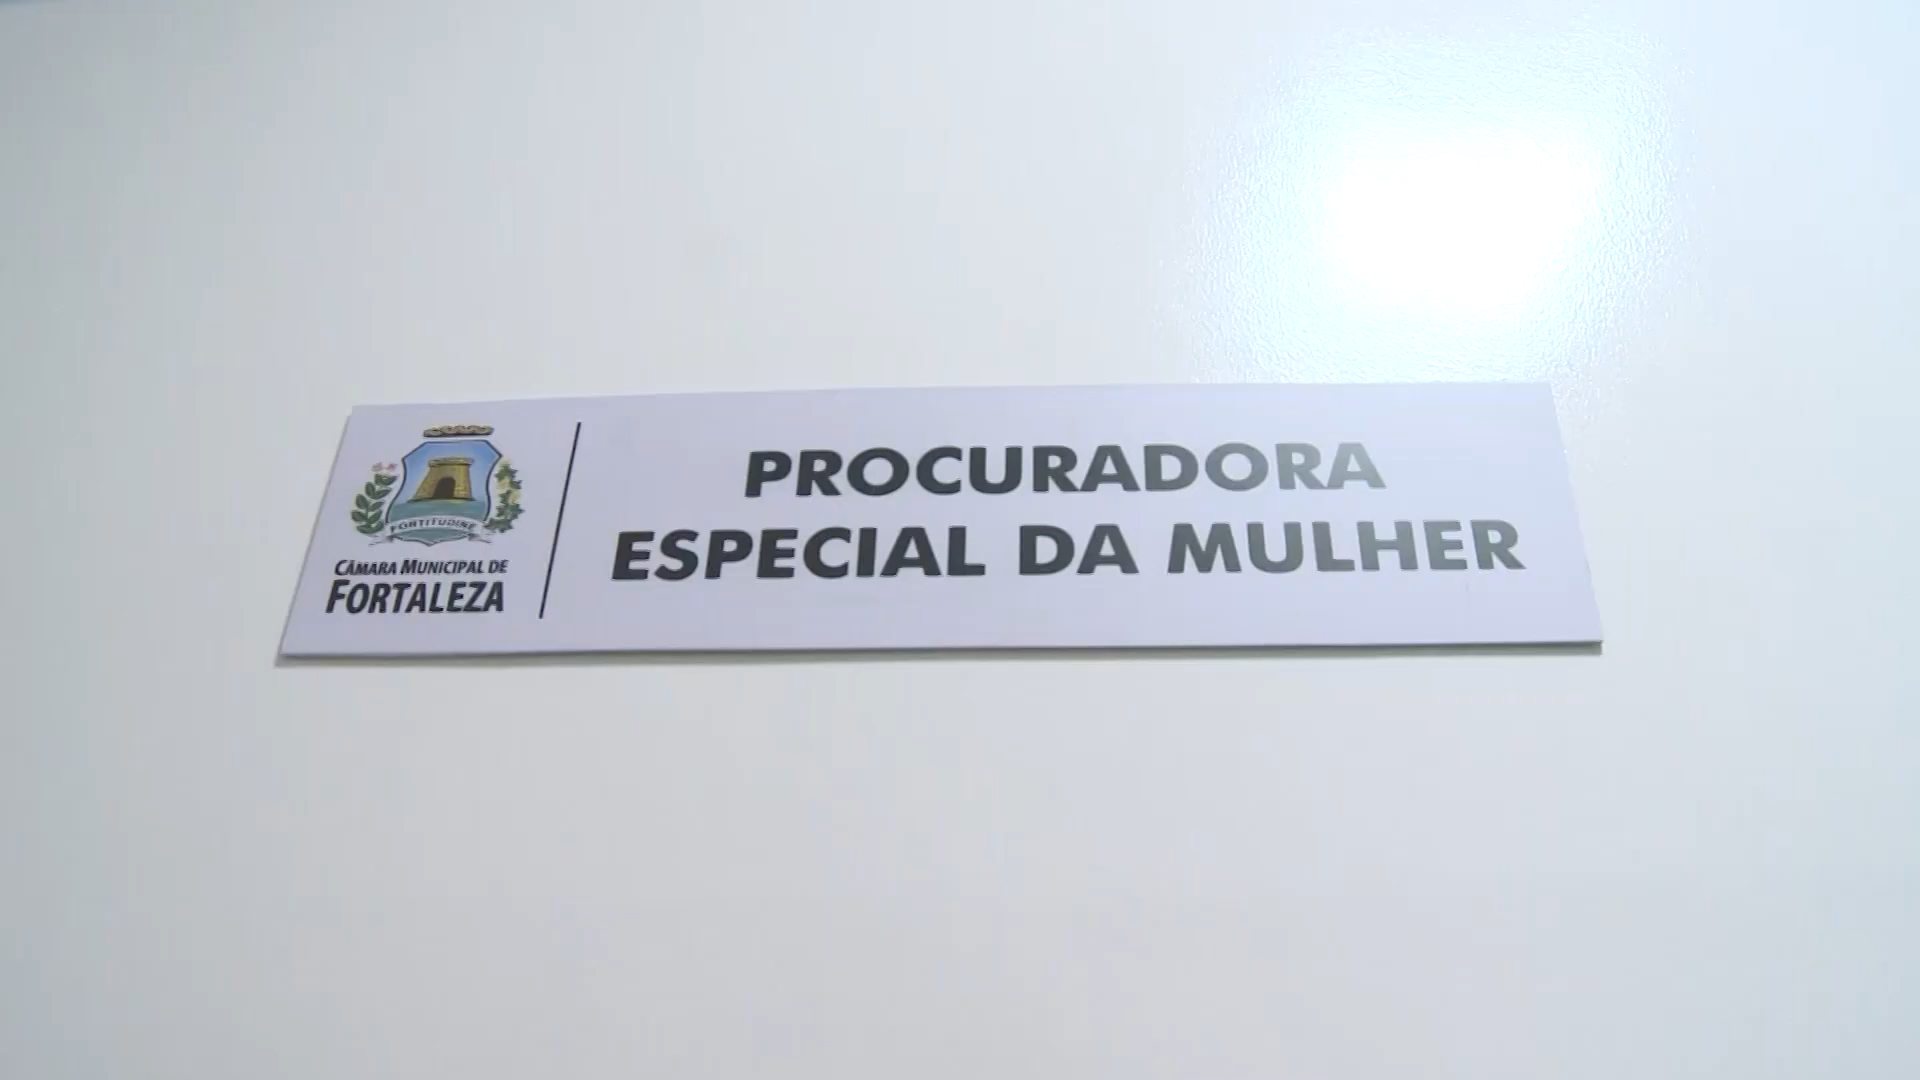 FORTITUDINE
CÂMARA MUNICIPAL DE
FORTALEZA
PROCURADORA
ESPECIAL DA MULHER